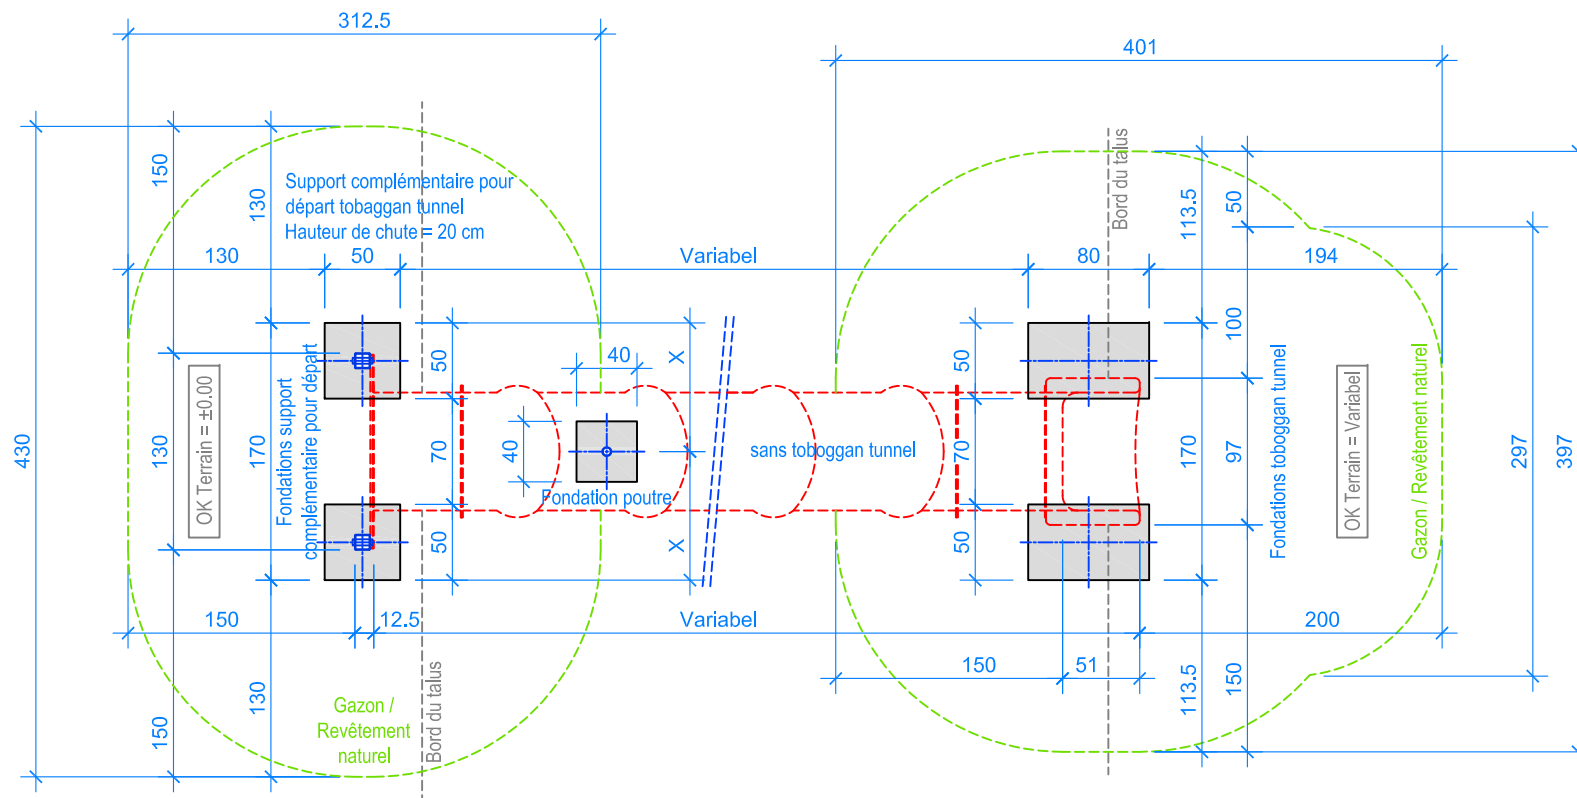 312.5
401
430
150
130
150
130
170
130
Support complémentaire pour
départ tobaggan tunnel
Hauteur de chute = 20 cm
130
50
Variabel
80
194
Bord du talus
113.5
50
100
97
150
170
113.5
297
397
OK Terrain = ±0.00
Fondations support
complémentaire pour départ
50
70
50
40
40
X
X
Fondation poutre
sans toboggan tunnel
50
70
50
Fondations toboggan tunnel
OK Terrain = Variabel
Gazon / Revêtement naturel
150
12.5
Variabel
200
150
51
Gazon /
Revêtement
naturel
Bord du talus